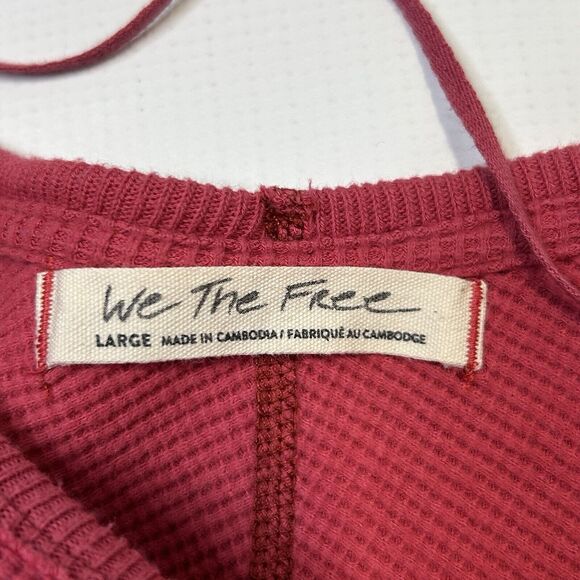 We The Free
LARGE MADE IN CAMBODIA / FABRIQUÉ AU CAMBODGE